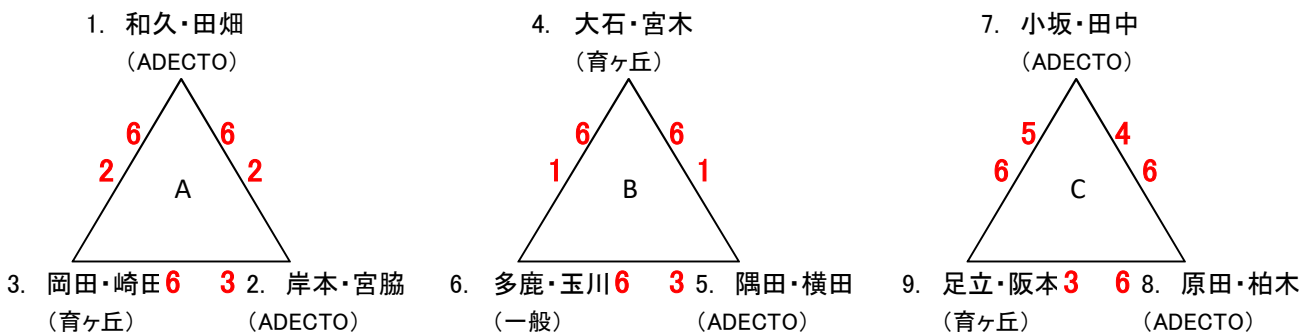 1. 和久・田畑
(ADECTO)
6 6
2 2
A
3. 岡田・崎田 6 3 2. 岸本・宮脇
(育ヶ丘) (ADECTO)
4. 大石・宮木
(育ヶ丘)
6 6
1 1
B
6. 多鹿・玉川 6 3 5. 隅田・横田
(一般) (ADECTO)
7. 小坂・田中
(ADECTO)
5 4
6 6
C
9. 足立・阪本 3 6 8. 原田・柏木
(育ヶ丘) (ADECTO)